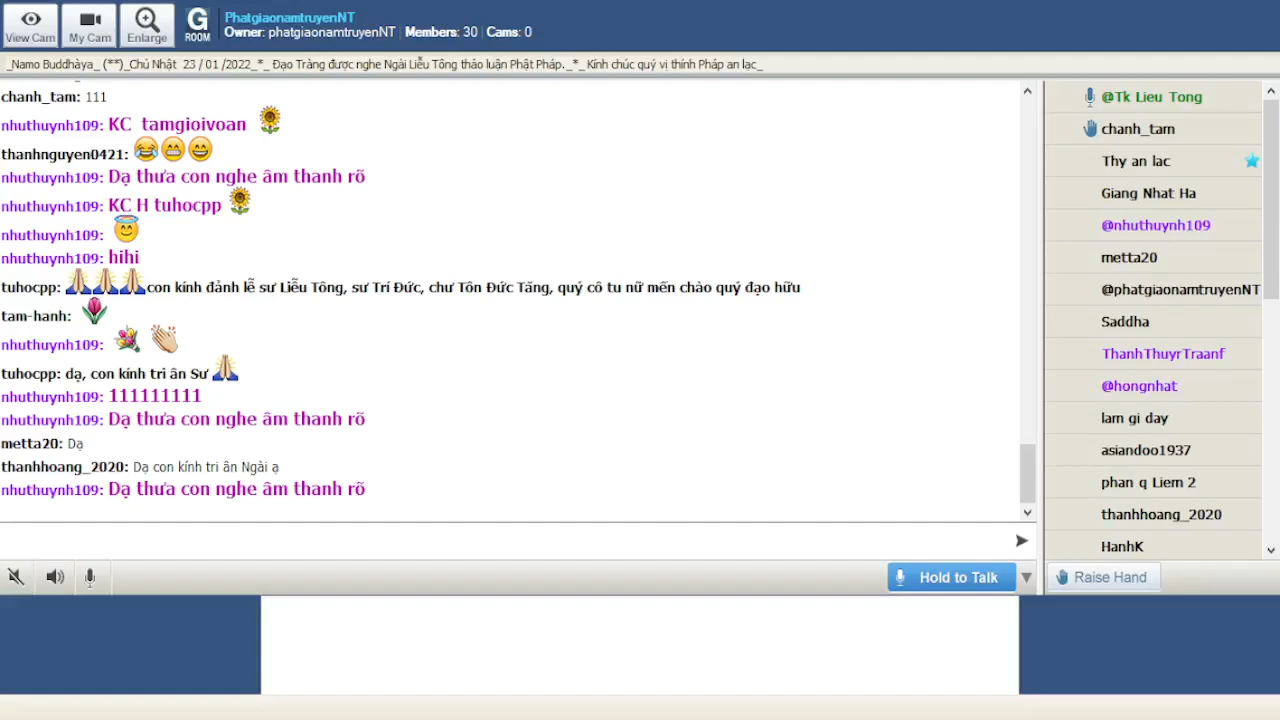 View Cam
My Cam
Enlarge
G
ROOM
PhatgiaonamtruyenNT
Owner: phatgiaonamtruyenNT Members: 30 Cams: 0
_Namo Buddhàya_ (**)_Chủ Nhật 23 / 01 /2022_*_ Đạo Tràng được nghe Ngài Liễu Tông thảo luận Phật Pháp._*_ Kính chúc quý vị thính Pháp an lạc_
chanh_tam: 111
nhuthuynh109: KC tamgioivoan
thanhnguyen0421:
nhuthuynh109: Dạ thưa con nghe âm thanh rõ
nhuthuynh109: KC H tuhocpp
nhuthuynh109:
nhuthuynh109: hihi
tuhocpp: con kính đảnh lễ sư Liễu Tông, sư Trí Đức, chư Tôn Đức Tăng, quý cô tu nữ mến chào quý đạo hữu
tam-hanh:
nhuthuynh109:
tuhocpp: dạ, con kính tri ân Sư
nhuthuynh109: 111111111
nhuthuynh109: Dạ thưa con nghe âm thanh rõ
metta20: Dạ
thanhhoang_2020: Dạ con kính tri ân Ngài ạ
nhuthuynh109: Dạ thưa con nghe âm thanh rõ
Hold to Talk
@Tk Lieu Tong
chanh_tam
Thy an lac
Giang Nhat Ha
@nhuthuynh109
metta20
@phatgiaonamtruyenNT
Saddha
ThanhThuyrTraanf
@hongnhat
lam gi day
asiandoo1937
phan q Liem 2
thanhhoang_2020
HanhK
Raise Hand